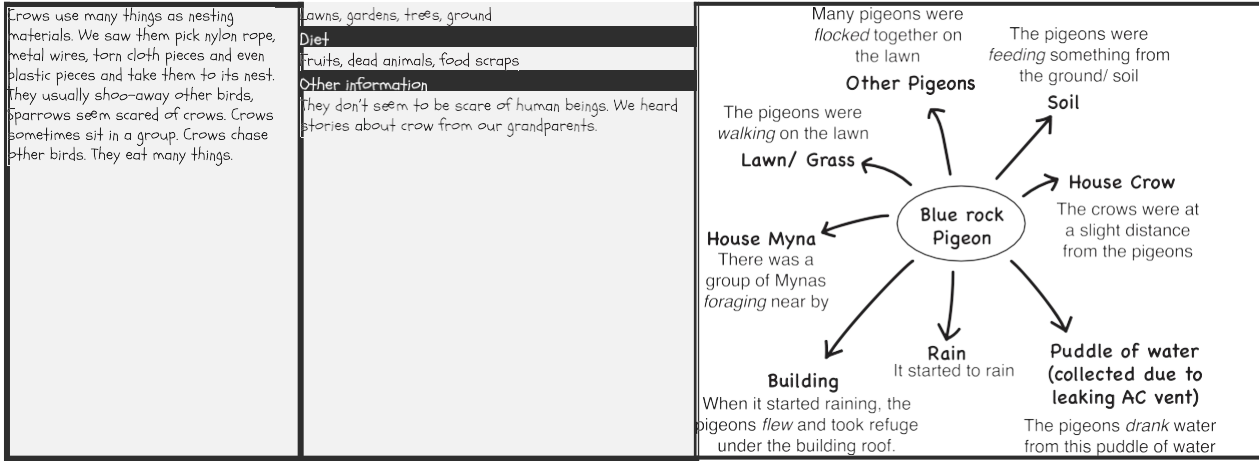 Crows use many things as nesting
materials. We saw them pick nylon rope,
metal wires, torn cloth pieces and even
plastic pieces and take them to its nest.
They usually shoo-away other birds,
Sparrows seem scared of crows. Crows
sometimes sit in a group. Crows chase
other birds. They eat many things.
Lawns, gardens, trees, ground
Diet
Fruits, dead animals, food scraps
Other information
They don't seem to be scare of human beings. We heard
stories about crow from our grandparents.
Many pigeons were
flocked together on
the lawn
Other Pigeons
The pigeons were
feeding something from
the ground/ soil
Soil
The pigeons were
walking on the lawn
Lawn/ Grass
House Crow
The crows were at
a slight distance
from the pigeons
Blue rock
Pigeon
House Myna
There was a
group of Mynas
foraging near by
Building
When it started raining, the
pigeons flew and took refuge
under the building roof.
Rain
It started to rain
Puddle of water
(collected due to
leaking AC vent)
The pigeons drank water
from this puddle of water